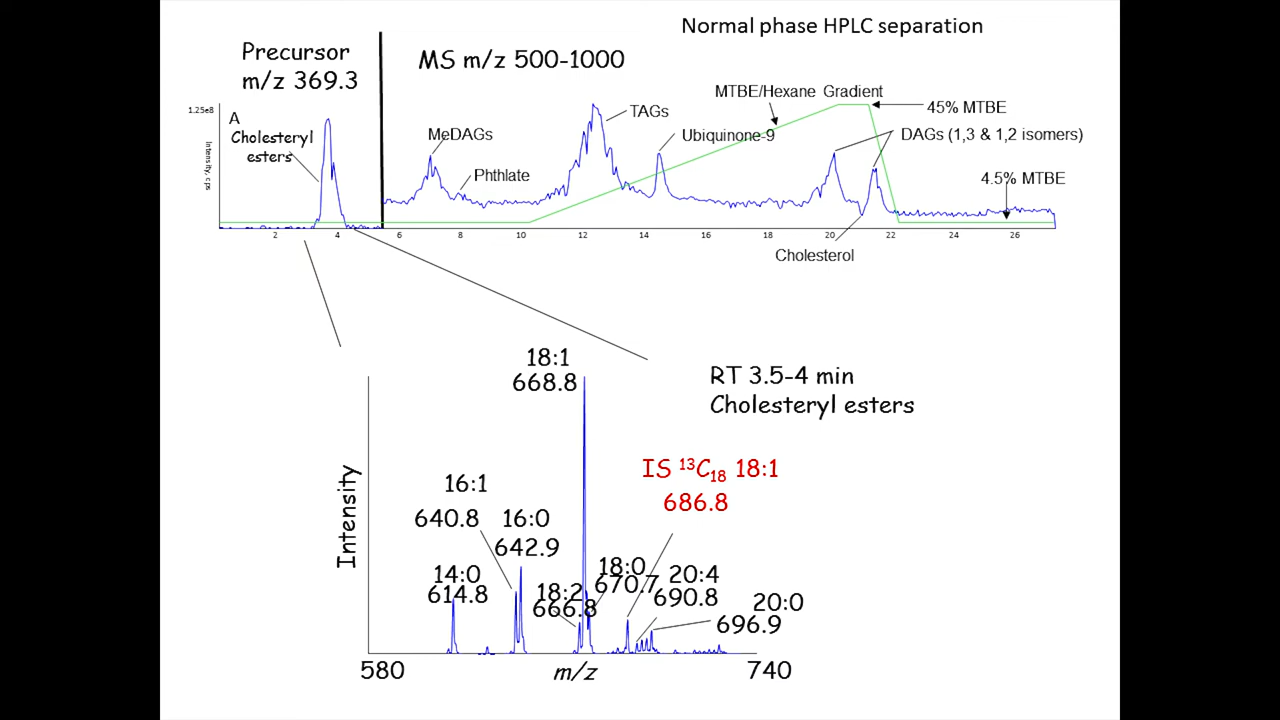 Normal phase HPLC separation
Precursor
m/z 369.3
MS m/z 500-1000
MTBE/Hexane Gradient
1.25e8
A
Cholesteryl
esters
Intensity, cps
MeDAGs
Phthlate
TAGs
Ubiquinone-9
45% MTBE
DAGs (1,3 & 1,2 isomers)
4.5% MTBE
2 4 6 8 10 12 14 16 18 20 22 24 26
Cholesterol
RT 3.5-4 min
Cholesteryl esters
18:1
668.8
IS ¹³C₁₈ 18:1
686.8
16:1
640.8
16:0
642.9
14:0
614.8
18:2
666.8
18:0
670.7
20:4
690.8
20:0
696.9
Intensity
580
m/z
740